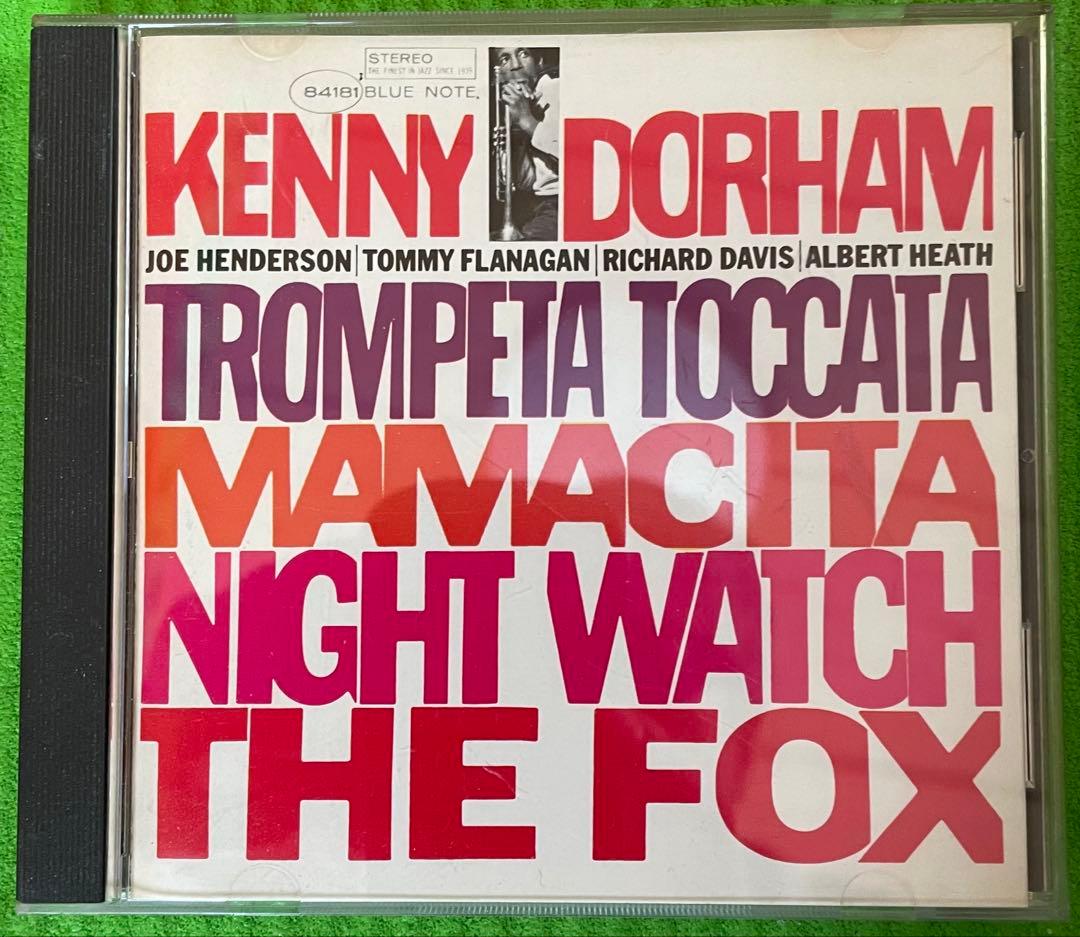 STEREO
THE FINEST IN JAZZ SINCE 1939
84181 BLUE NOTE
KENNY DORHAM
JOE HENDERSON|TOMMY FLANAGAN|RICHARD DAVIS|ALBERT HEATH
TROMPETA TOCCATA
MAMACITA
NIGHT WATCH
THE FOX